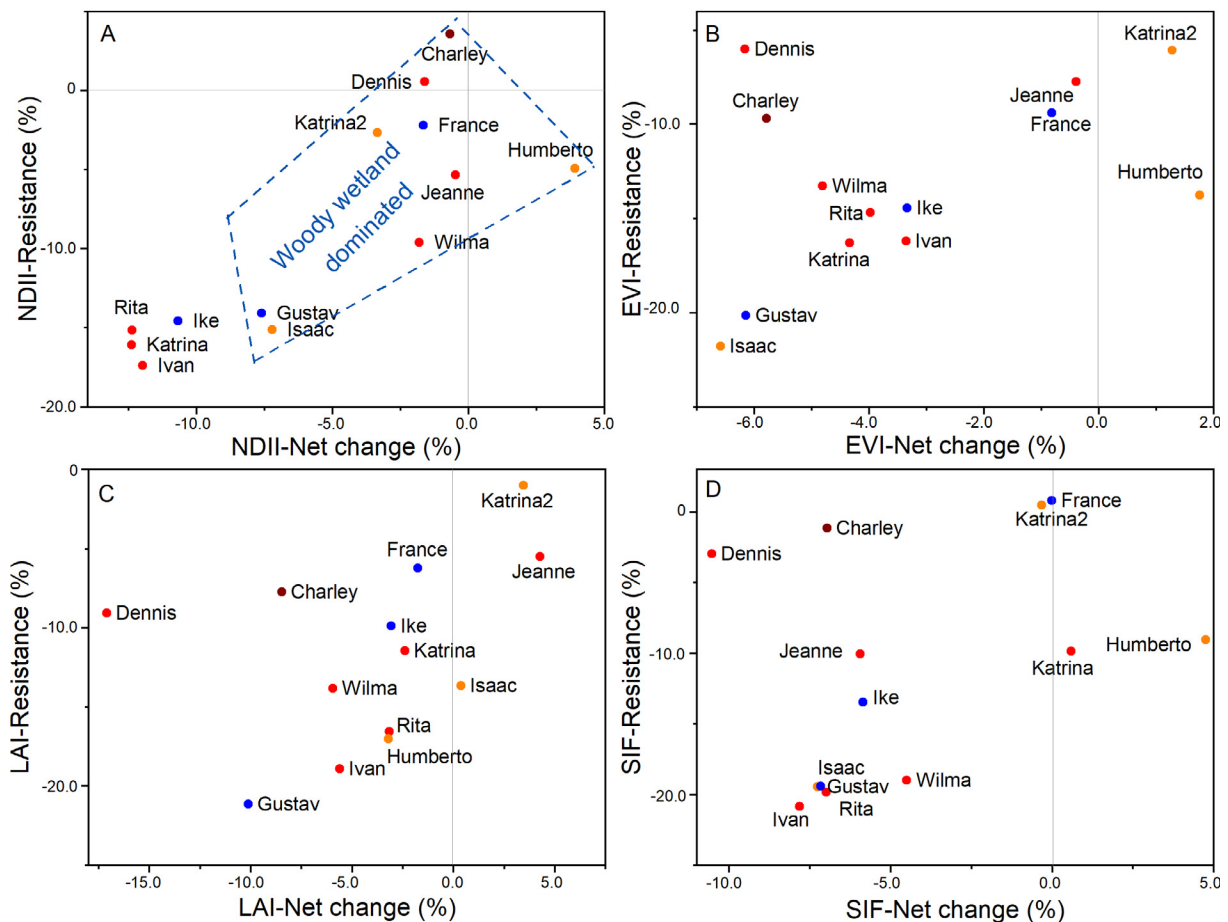 A
Charley
Dennis
0
Katrina2
France
Humberto
Jeanne
Woody wetland
dominated
-10.0
Wilma
Rita
Ike
Gustav
Isaac
Katrina
Ivan
-20.0
-10.0 -5.0 0.0 5.0
NDII-Resistance (%)
NDII-Net change (%)
B
Katrina2
Dennis
Jeanne
Charley
France
-10.0
Humberto
Wilma
Rita
Ike
Katrina
Ivan
-20.0
Gustav
Isaac
-6.0 -4.0 -2.0 0.0 2.0
EVI-Resistance (%)
EVI-Net change (%)
0
C
Katrina2
France
Jeanne
Charley
Dennis
Ike
-10.0
Katrina
Wilma
Isaac
Rita
Humberto
Ivan
-20.0
Gustav
-15.0 -10.0 -5.0 0.0 5.0
LAI-Resistance (%)
LAI-Net change (%)
D
0
France
Katrina2
Charley
Dennis
Humberto
Jeanne
Katrina
-10.0
Ike
Isaac
Gustav
Wilma
Rita
Ivan
-20.0
-10.0 -5.0 0.0 5.0
SIF-Resistance (%)
SIF-Net change (%)